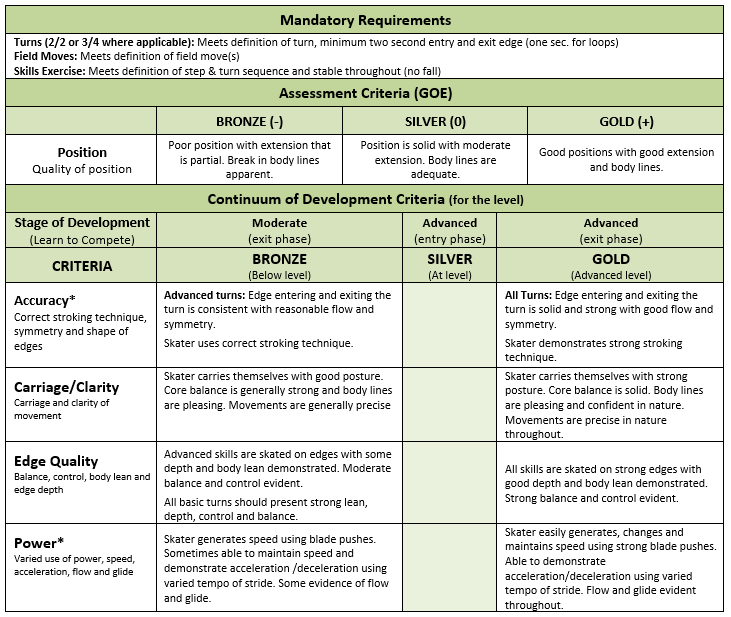 Mandatory Requirements
Turns (2/2 or 3/4 where applicable): Meets definition of turn, minimum two second entry and exit edge (one sec. for loops)
Field Moves: Meets definition of field move(s)
Skills Exercise: Meets definition of step & turn sequence and stable throughout (no fall)
Assessment Criteria (GOE)
BRONZE (-)
SILVER (0)
GOLD (+)
Position
Quality of position
Poor position with extension that
is partial. Break in body lines
apparent.
Position is solid with moderate
extension. Body lines are
adequate.
Good positions with good extension
and body lines.
Continuum of Development Criteria (for the level)
Stage of Development
(Learn to Compete)
Moderate
(exit phase)
Advanced
(entry phase)
Advanced
(exit phase)
CRITERIA
BRONZE
(Below level)
SILVER
(At level)
GOLD
(Advanced level)
Accuracy*
Correct stroking technique,
symmetry and shape of
edges
Advanced turns: Edge entering and exiting the
turn is consistent with reasonable flow and
symmetry.
Skater uses correct stroking technique.
All Turns: Edge entering and exiting the
turn is solid and strong with good flow and
symmetry.
Skater demonstrates strong stroking
technique.
Carriage/Clarity
Carriage and clarity of
movement
Skater carries themselves with good posture.
Core balance is generally strong and body lines
are pleasing. Movements are generally precise
Skater carries themselves with strong
posture. Core balance is solid. Body lines
are pleasing and confident in nature.
Movements are precise in nature
throughout.
Edge Quality
Balance, control, body lean and
edge depth
Advanced skills are skated on edges with some
depth and body lean demonstrated. Moderate
balance and control evident.
All basic turns should present strong lean,
depth, control and balance.
All skills are skated on strong edges with
good depth and body lean demonstrated.
Strong balance and control evident.
Power*
Varied use of power, speed,
acceleration, flow and glide
Skater generates speed using blade pushes.
Sometimes able to maintain speed and
demonstrate acceleration /deceleration using
varied tempo of stride. Some evidence of flow
and glide.
Skater easily generates, changes and
maintains speed using strong blade pushes.
Able to demonstrate
acceleration/deceleration using varied
tempo of stride. Flow and glide evident
throughout.